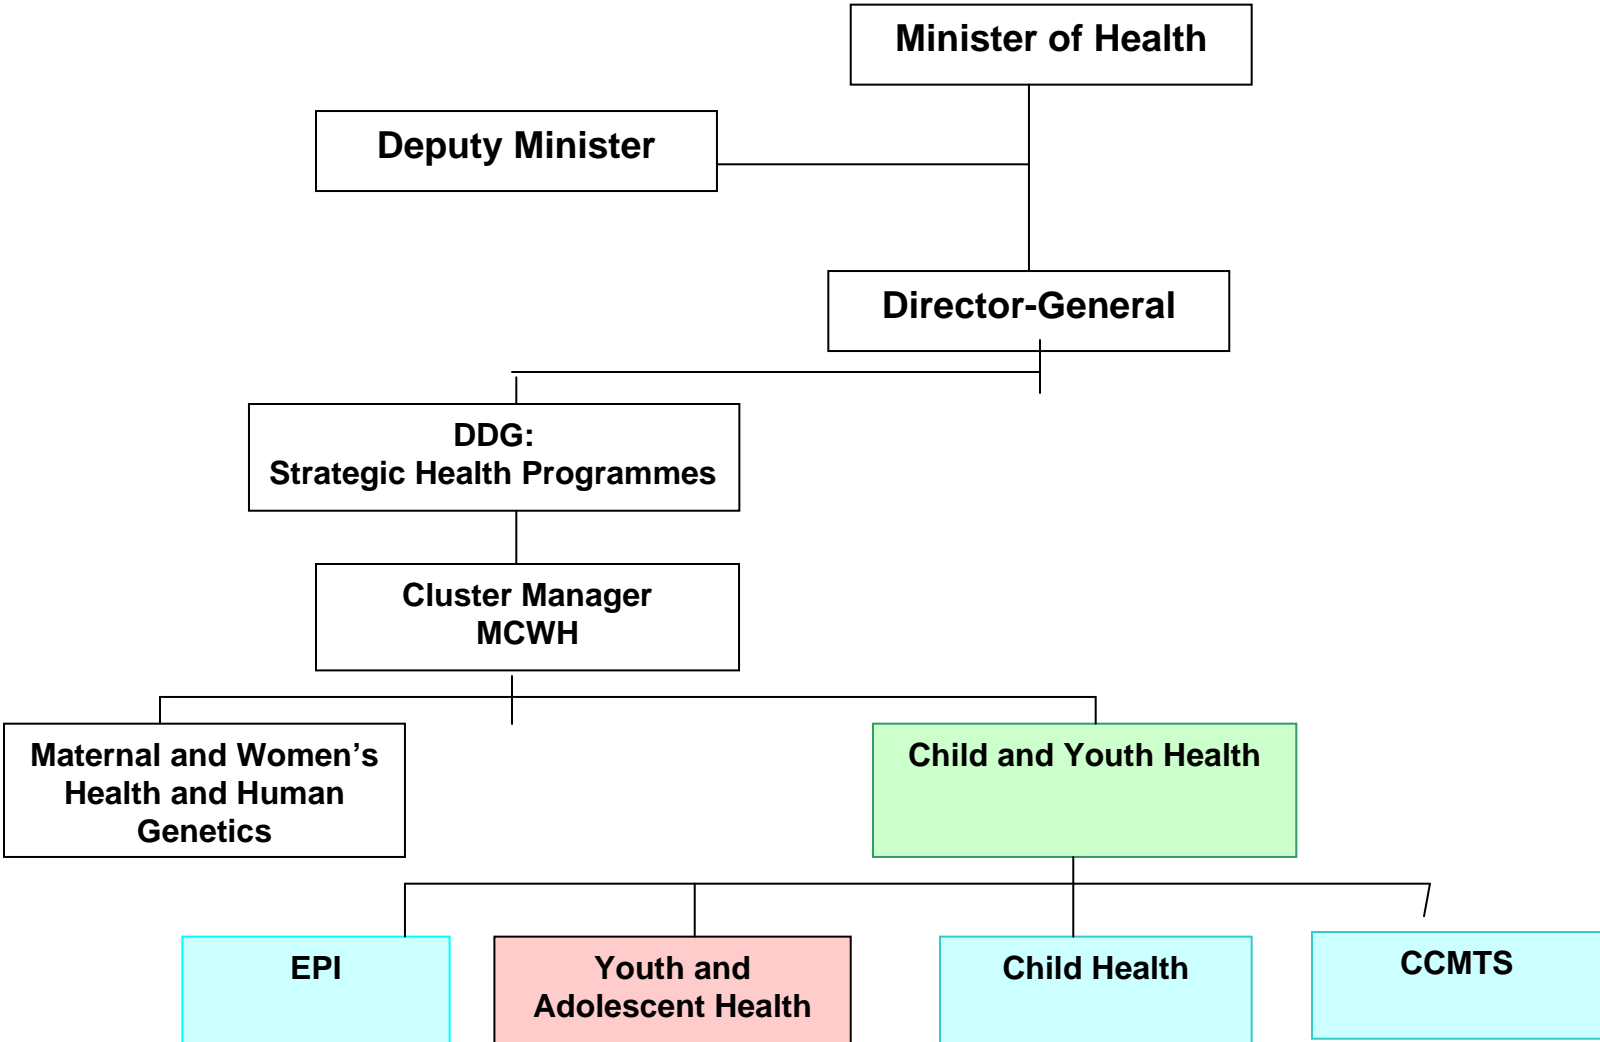 Minister of Health
Deputy Minister
Director-General
DDG:
Strategic Health Programmes
Cluster Manager
MCWH
Maternal and Women’s
Health and Human
Genetics
Child and Youth Health
EPI
Youth and
Adolescent Health
Child Health
CCMTS